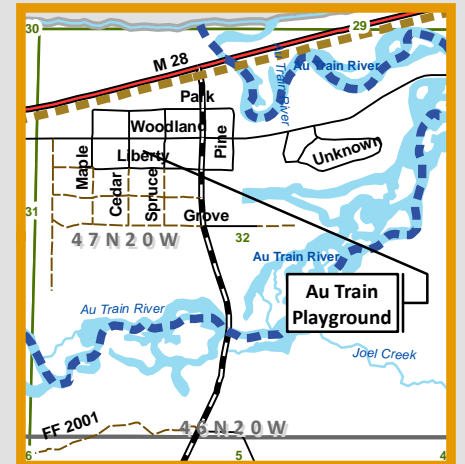 30
29
M 28
Au Train River
Au Train River
Park
Woodland
Pine
Liberty
Unknown
Maple
Cedar
Spruce
Grove
31
32
47N20W
Au Train River
Au Train
Playground
Au Train River
Joel Creek
FF 2001
46N20W
6
5
4